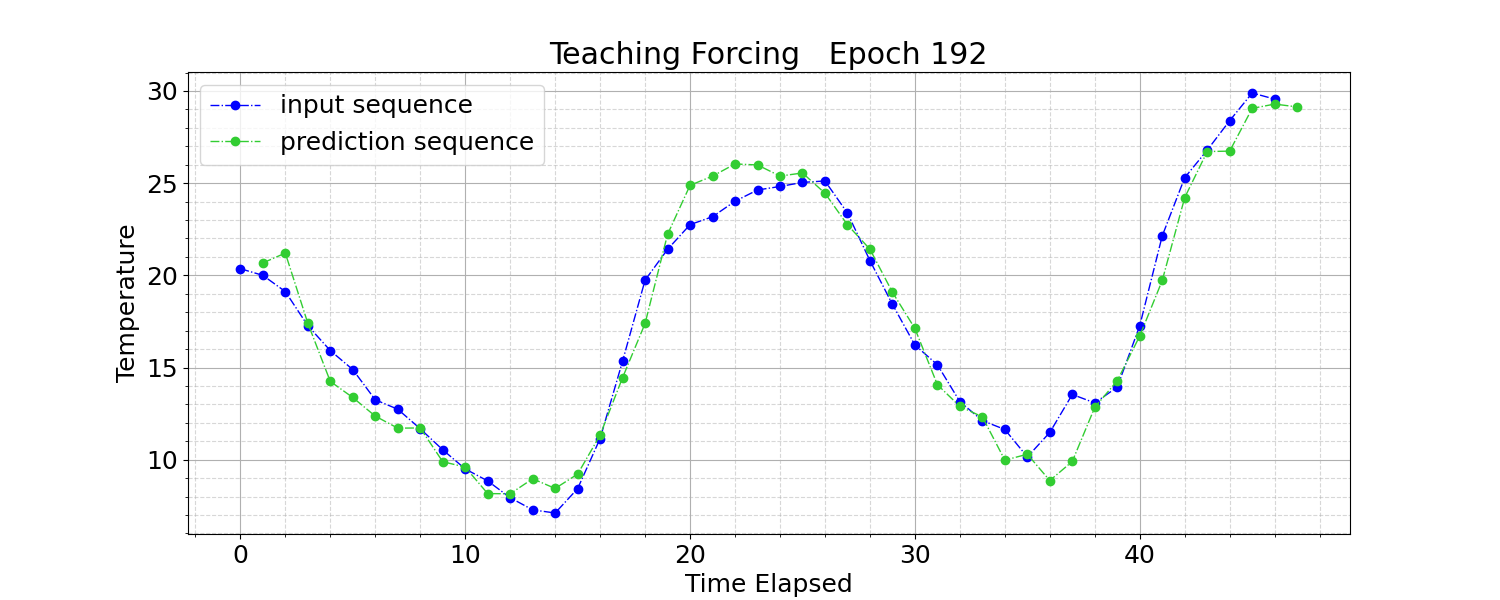 Teaching Forcing   Epoch 192
input sequence
prediction sequence
30
25
20
15
10
Temperature
0 10 20 30 40
Time Elapsed